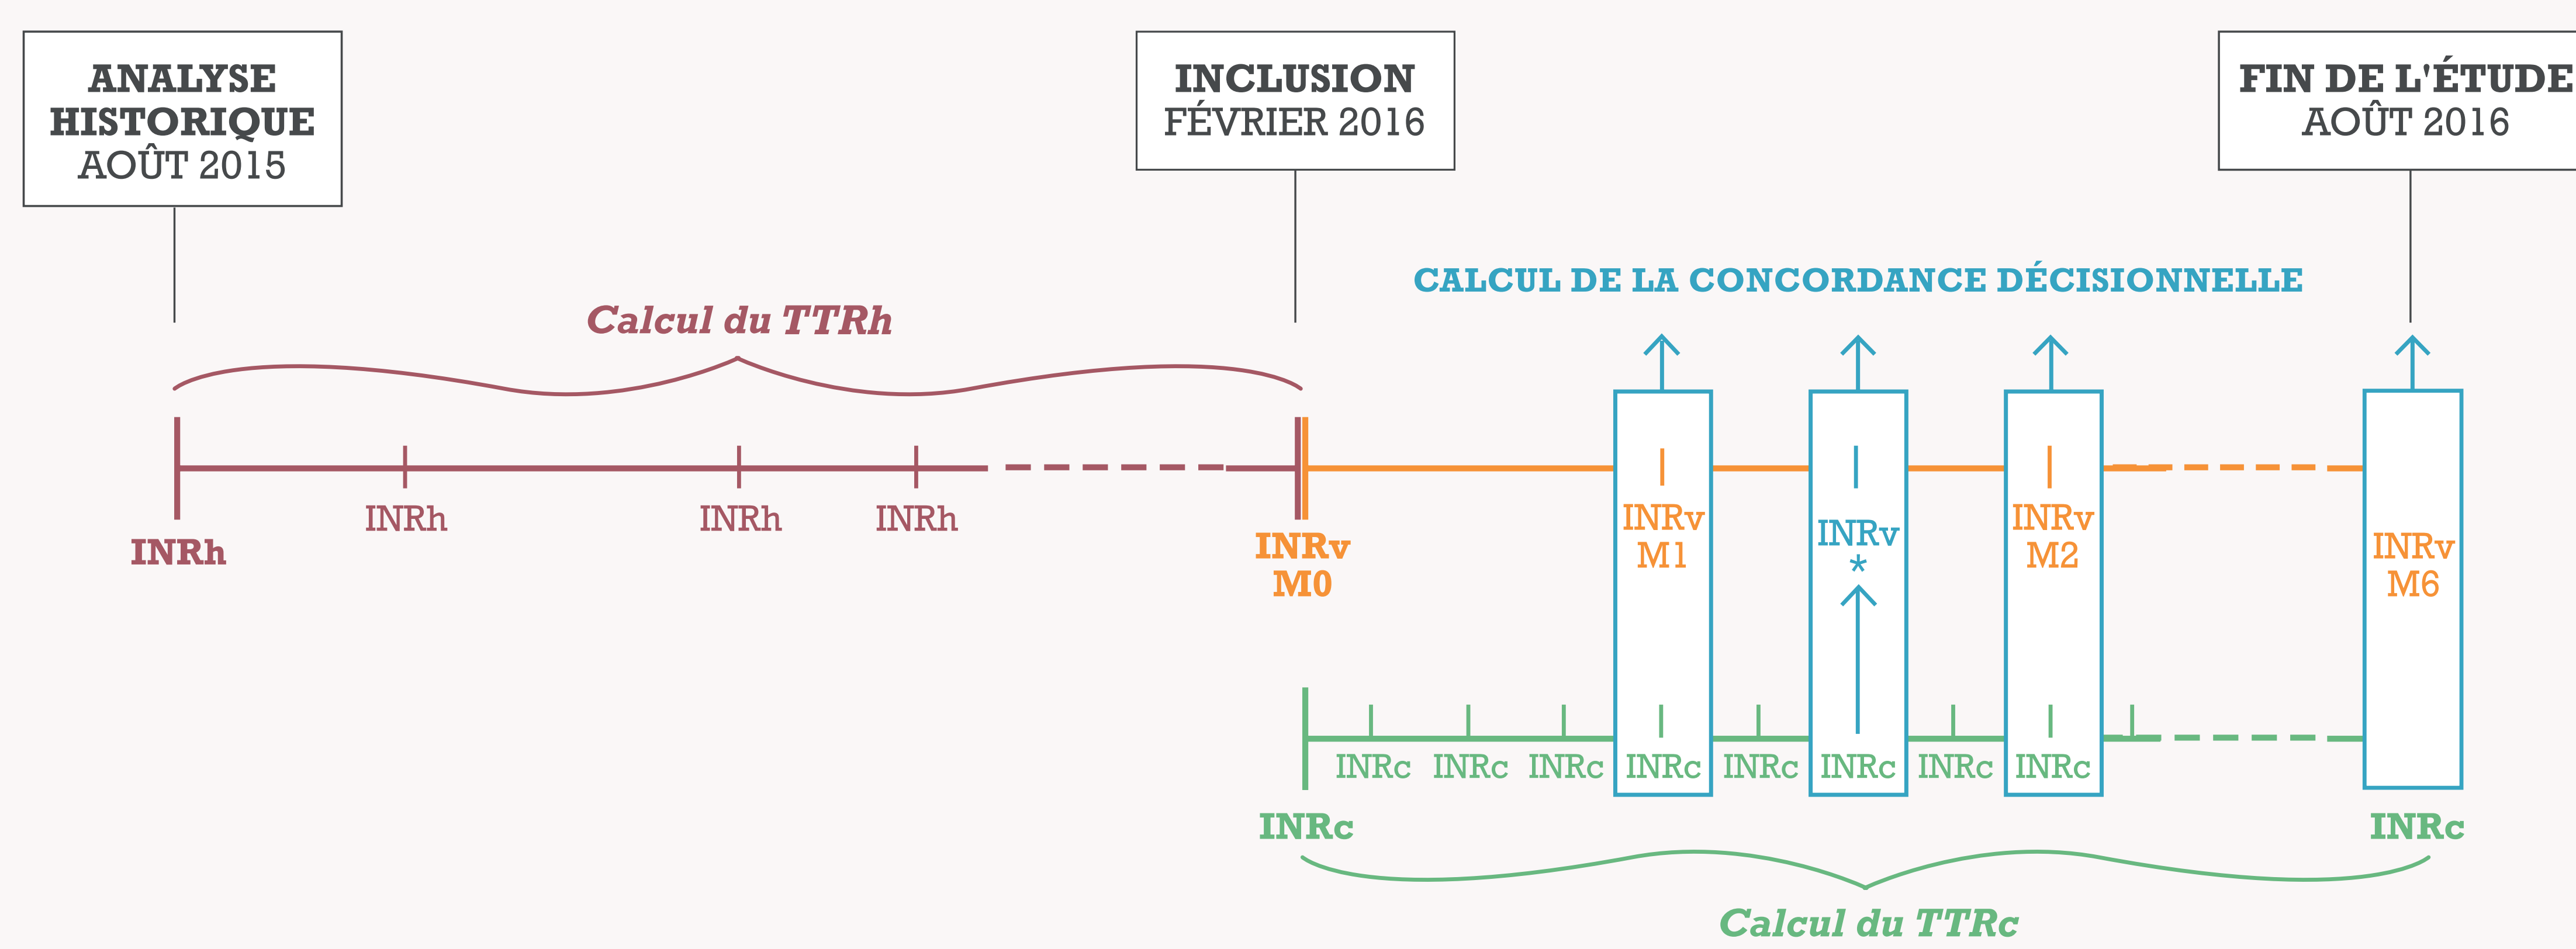 ANALYSE
HISTORIQUE
AOÛT 2015
INCLUSION
FÉVRIER 2016
FIN DE L'ÉTUDE
AOÛT 2016
CALCUL DE LA CONCORDANCE DÉCISIONNELLE
Calcul du TTRh
INRh
INRh
INRh
INRh
INRv
M0
INRv
M1
INRv
*
INRv
M2
INRv
M6
INRc
INRc
INRc
INRc
INRc
INRc
INRc
INRc
INRc
INRc
Calcul du TTRc